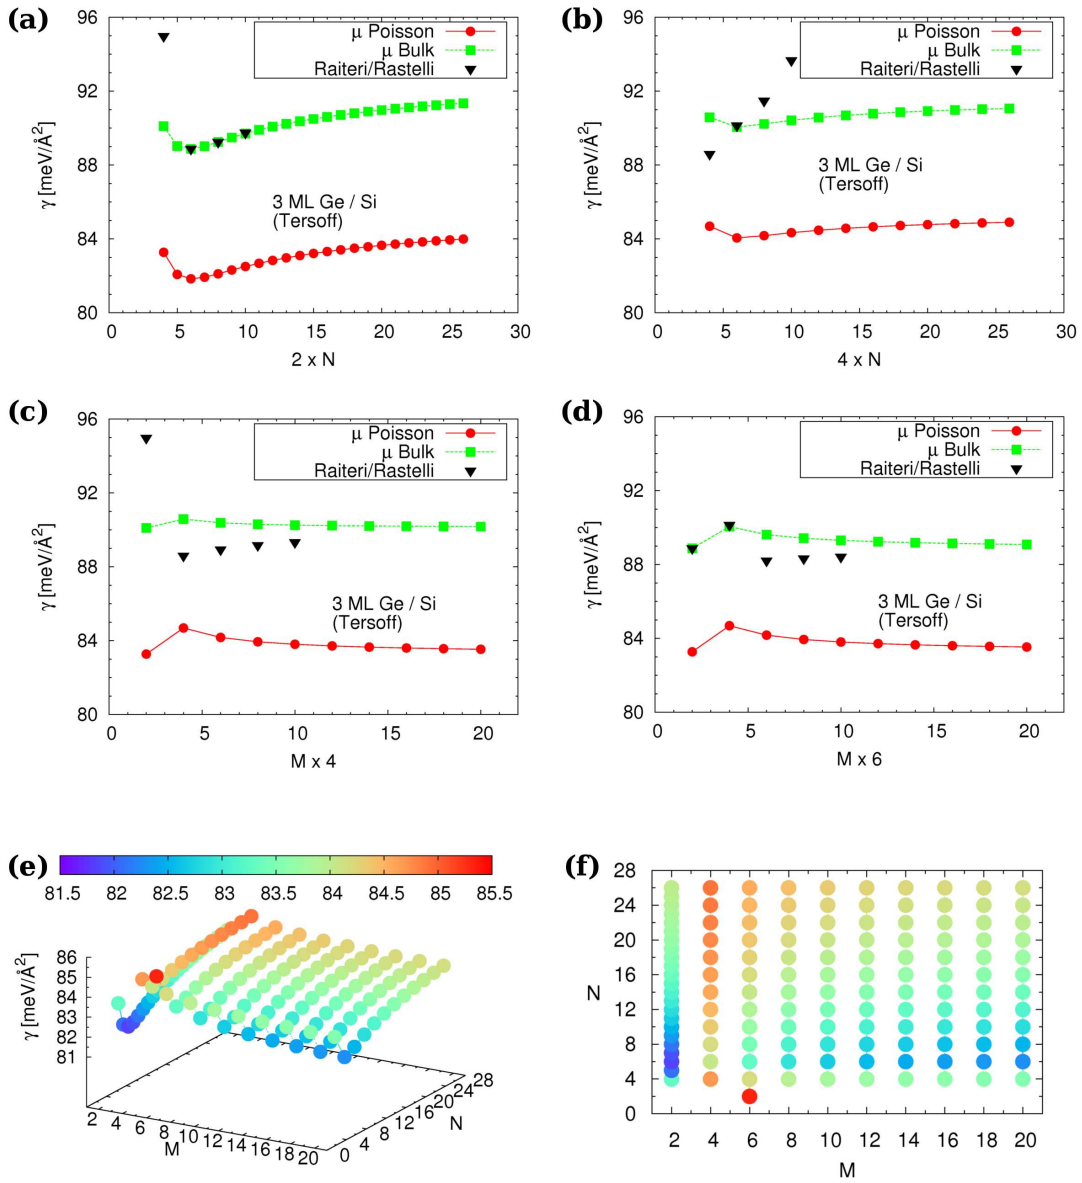 (a)
96
92
88
84
80
γ [meV/Å²]
μ Poisson
μ Bulk
Raiteri/Rastelli
3 ML Ge / Si
(Tersoff)
0 5 10 15 20 25 30
2 x N
(b)
96
92
88
84
80
γ [meV/Å²]
μ Poisson
μ Bulk
Raiteri/Rastelli
3 ML Ge / Si
(Tersoff)
0 5 10 15 20 25 30
4 x N
(c)
96
92
88
84
80
γ [meV/Å²]
μ Poisson
μ Bulk
Raiteri/Rastelli
3 ML Ge / Si
(Tersoff)
0 5 10 15 20
M x 4
(d)
96
92
88
84
80
γ [meV/Å²]
μ Poisson
μ Bulk
Raiteri/Rastelli
3 ML Ge / Si
(Tersoff)
0 5 10 15 20
M x 6
(e)
81.5 82 82.5 83 83.5 84 84.5 85 85.5
86
85
84
83
82
81
γ [meV/Å²]
2 4 6 8 10 12 14 16 18 20
M
0 4 8 12 16 20 24 28
N
(f)
28
24
20
16
12
8
4
0
N
2 4 6 8 10 12 14 16 18 20
M